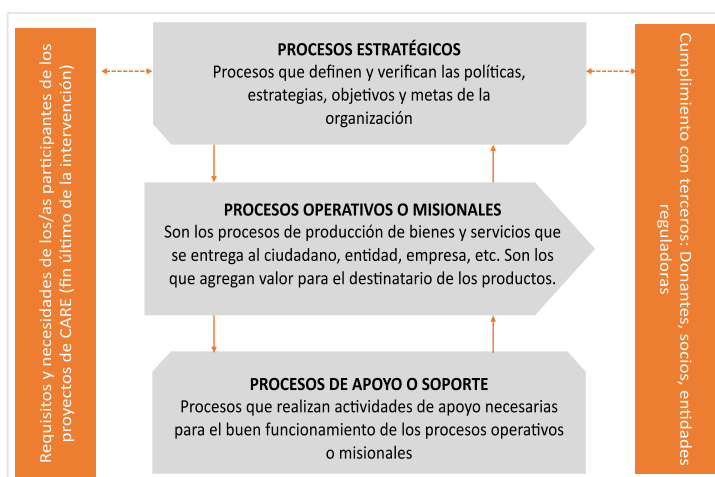 Requisitos y necesidades de los/as participantes de los
proyectos de CARE (fin último de la intervención)
PROCESOS ESTRATÉGICOS
Procesos que definen y verifican las políticas,
estrategias, objetivos y metas de la
organización
PROCESOS OPERATIVOS O MISIONALES
Son los procesos de producción de bienes y servicios que
se entrega al ciudadano, entidad, empresa, etc. Son los
que agregan valor para el destinatario de los productos.
PROCESOS DE APOYO O SOPORTE
Procesos que realizan actividades de apoyo necesarias
para el buen funcionamiento de los procesos operativos
o misionales
Cumplimiento con terceros: Donantes, socios, entidades
reguladoras